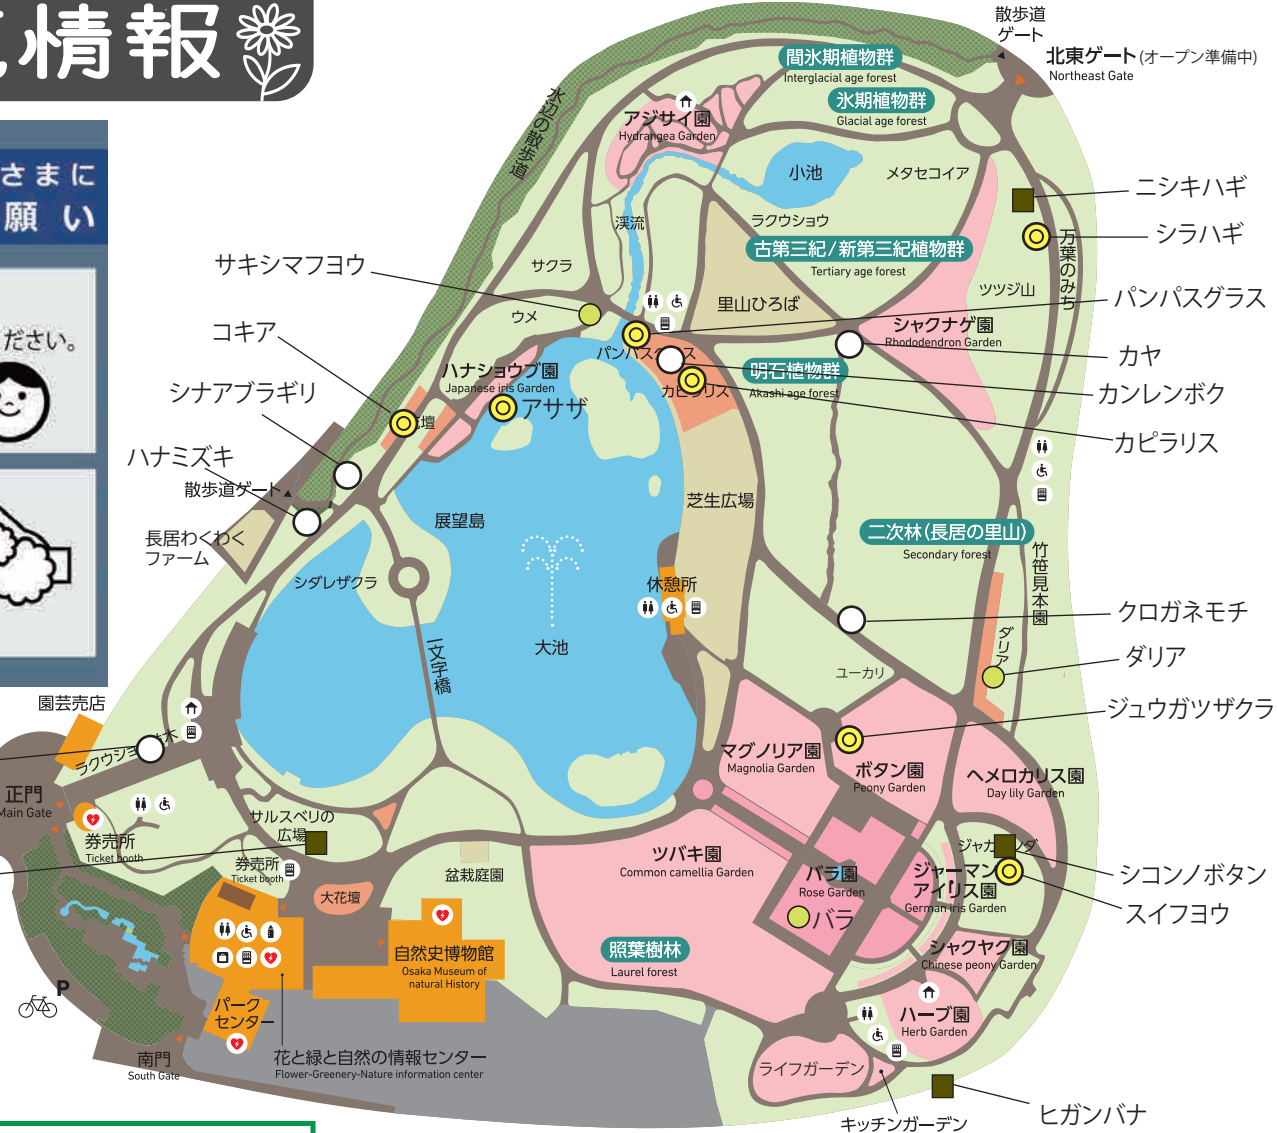 情報
さまに
願い
ださい。
散歩道
ゲート
北東ゲート(オープン準備中)
Northeast Gate
間氷期植物群
Interglacial age forest
氷期植物群
Glacial age forest
アジサイ園
Hydrangea Garden
水辺の散歩道
小池
メタセコイア
ニシキハギ
渓流
ラクウショウ
シラハギ
万葉のみち
古第三紀/新第三紀植物群
Tertiary age forest
サキシマフヨウ
サクラ
ツツジ山
パンパスグラス
里山ひろば
ウメ
コキア
シャクナゲ園
Rhododendron Garden
パンパスグラス
カヤ
ハナショウブ園
Japanese iris Garden
明石植物群
Akashi age forest
カピラリス
カンレンボク
シナアブラギリ
アサザ
壇
カピラリス
ハナミズキ
散歩道ゲート
芝生広場
展望島
長居わくわく
ファーム
二次林(長居の里山)
Secondary forest
竹笹見本園
シダレザクラ
休憩所
クロガネモチ
一文字橋
大池
ダリア
ダリア
ユーカリ
園芸売店
ジュウガツザクラ
ラクウショ
木
マグノリア園
Magnolia Garden
ボタン園
Peony Garden
ヘメロカリス園
Day lily Garden
正門
Main Gate
サルスベリの
広場
券売所
Ticket booth
券売所
Ticket booth
ツバキ園
Common camellia Garden
盆栽庭園
バラ園
Rose Garden
ジャカ
ンダ
ジャーマン
アイリス園
German iris Garden
シコンノボタン
大花壇
バラ
スイフヨウ
自然史博物館
Osaka Museum of
natural History
照葉樹林
Laurel forest
シャクヤク園
Chinese peony Garden
P
パーク
センター
ハーブ園
Herb Garden
南門
South Gate
花と緑と自然の情報センター
Flower-Greenery-Nature information center
ライフガーデン
キッチンガーデン
ヒガンバナ